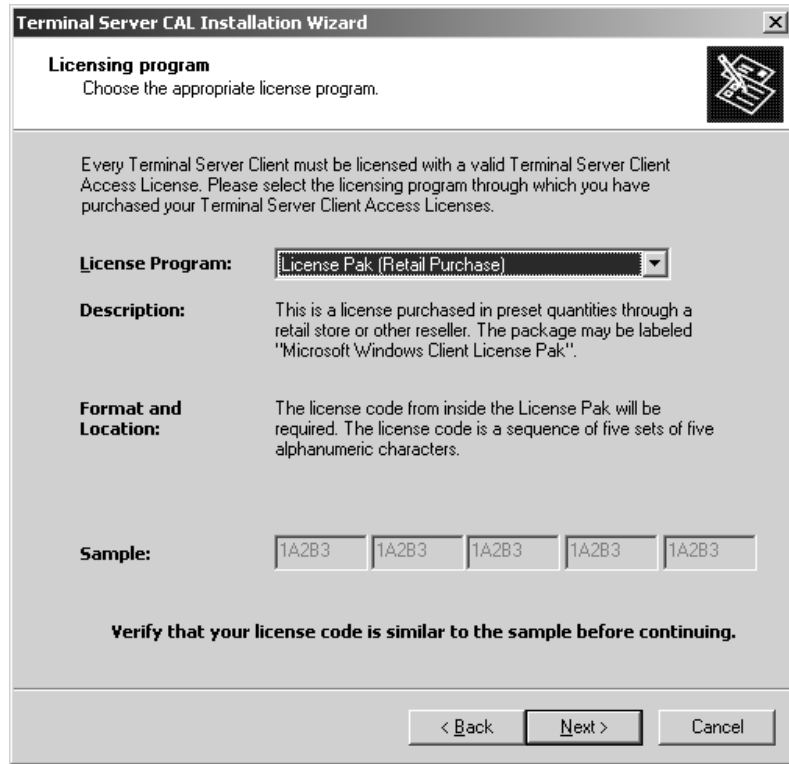 Terminal Server CAL Installation Wizard
Licensing program
Choose the appropriate license program.
Every Terminal Server Client must be licensed with a valid Terminal Server Client
Access License. Please select the licensing program through which you have
purchased your Terminal Server Client Access Licenses.
License Program: License Pak (Retail Purchase)
Description: This is a license purchased in preset quantities through a
retail store or other reseller. The package may be labeled
"Microsoft Windows Client License Pak".
Format and The license code from inside the License Pak will be
Location: required. The license code is a sequence of five sets of five
alphanumeric characters.
Sample: 1A2B3 1A2B3 1A2B3 1A2B3 1A2B3
Verify that your license code is similar to the sample before continuing.
< Back Next > Cancel